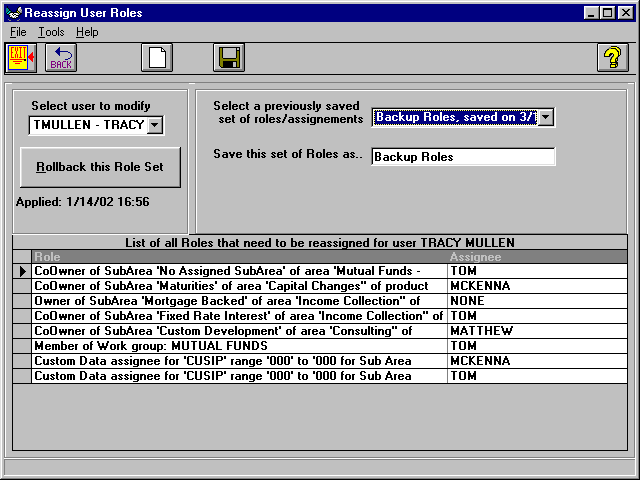 Reassign User Roles
File Tools Help
EXIT
BACK
Select user to modify
TMULLEN - TRACY
Rollback this Role Set
Applied: 1/14/02 16:56
Select a previously saved
set of roles/assignements
Backup Roles, saved on 3/1
Save this set of Roles as..
Backup Roles
List of all Roles that need to be reassigned for user TRACY MULLEN
Role Assignee
CoOwner of SubArea 'No Assigned SubArea' of area 'Mutual Funds - TOM
CoOwner of SubArea 'Maturities' of area 'Capital Changes" of product MCKENNA
Owner of SubArea 'Mortgage Backed' of area 'Income Collection" of NONE
CoOwner of SubArea 'Fixed Rate Interest' of area 'Income Collection" of TOM
CoOwner of SubArea 'Custom Development' of area 'Consulting" of MATTHEW
Member of Work group: MUTUAL FUNDS TOM
Custom Data assignee for 'CUSIP' range '000' to '000 for Sub Area MCKENNA
Custom Data assignee for 'CUSIP' range '000' to '000 for Sub Area TOM